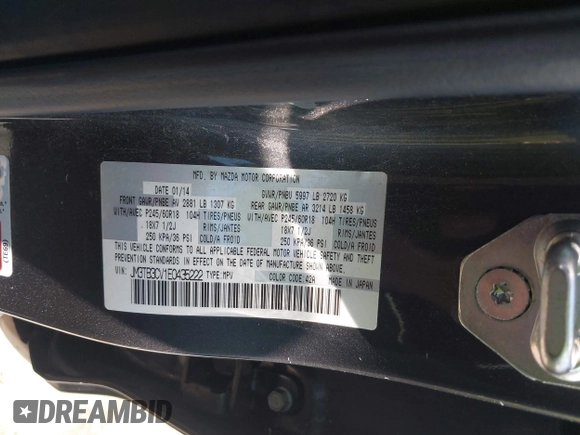 MFD. BY MAZDA MOTOR CORPORATION
DATE 01/14
GVWR/PNBV 5997 LB 2720 KG
FRONT GAWR/PNBE AV 2881 LB 1307 KG
REAR GAWR/PNBE AR 3214 LB 1458 KG
WITH/AVEC P245/60R18 104H TIRES/PNEUS
WITH/AVEC P245/60R18 104H TIRES/PNEUS
18X7 1/2J RIMS/JANTES
18X7 1/2J RIMS/JANTES
250 KPA/36 PSI COLD/A FROID
250 KPA/36 PSI COLD/A FROID
THIS VEHICLE CONFORMS TO ALL APPLICABLE FEDERAL MOTOR VEHICLE SAFETY AND THEFT
PREVENTION STANDARDS IN EFFECT ON THE DATE OF MANUFACTURE SHOWN ABOVE.
VIN: JM3TB3CV1E0435222 TYPE:MPV COLOR CODE:42A MADE IN JAPAN
(TE69)
DREAMBID